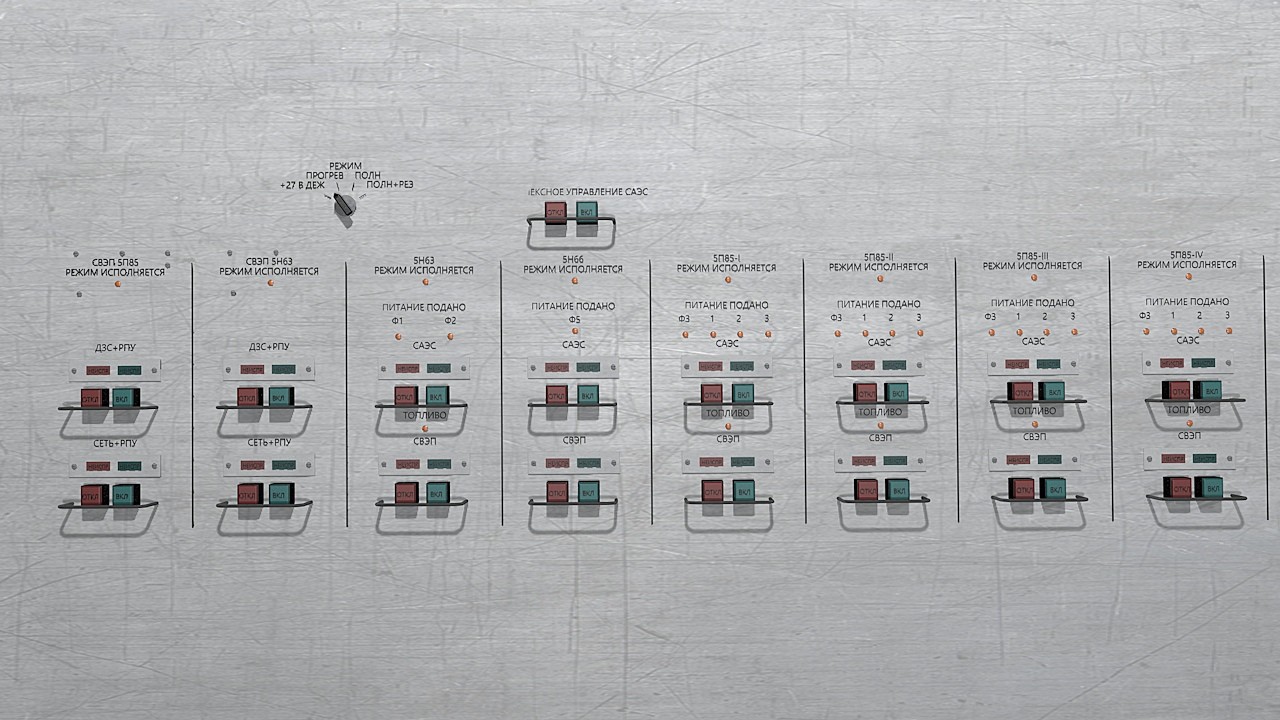 РЕЖИМ
ПРОГРЕВ ПОЛН
+27 В ДЕЖ ПОЛН+РЕЗ
ЕКСНОЕ УПРАВЛЕНИЕ САЭС
ОТКЛ ВКЛ
СВЭП 5П85
РЕЖИМ ИСПОЛНЯЕТСЯ
ДЗС+РПУ
ОТКЛ ВКЛ
СЕТЬ+РПУ
ОТКЛ ВКЛ
СВЭП 5Н63
РЕЖИМ ИСПОЛНЯЕТСЯ
ДЗС+РПУ
ОТКЛ ВКЛ
СЕТЬ+РПУ
ОТКЛ ВКЛ
5Н63
РЕЖИМ ИСПОЛНЯЕТСЯ
ПИТАНИЕ ПОДАНО
Ф1 Ф2
САЭС
ОТКЛ ВКЛ
ТОПЛИВО
СВЭП
ОТКЛ ВКЛ
5Н66
РЕЖИМ ИСПОЛНЯЕТСЯ
ПИТАНИЕ ПОДАНО
Ф5
САЭС
ОТКЛ ВКЛ
СВЭП
ОТКЛ ВКЛ
5П85-I
РЕЖИМ ИСПОЛНЯЕТСЯ
ПИТАНИЕ ПОДАНО
Ф3 1 2 3
САЭС
ОТКЛ ВКЛ
ТОПЛИВО
СВЭП
ОТКЛ ВКЛ
5П85-II
РЕЖИМ ИСПОЛНЯЕТСЯ
ПИТАНИЕ ПОДАНО
Ф3 1 2 3
САЭС
ОТКЛ ВКЛ
ТОПЛИВО
СВЭП
ОТКЛ ВКЛ
5П85-III
РЕЖИМ ИСПОЛНЯЕТСЯ
ПИТАНИЕ ПОДАНО
Ф3 1 2 3
САЭС
ОТКЛ ВКЛ
ТОПЛИВО
СВЭП
ОТКЛ ВКЛ
5П85-IV
РЕЖИМ ИСПОЛНЯЕТСЯ
ПИТАНИЕ ПОДАНО
Ф3 1 2 3
САЭС
ОТКЛ ВКЛ
ТОПЛИВО
СВЭП
ОТКЛ ВКЛ